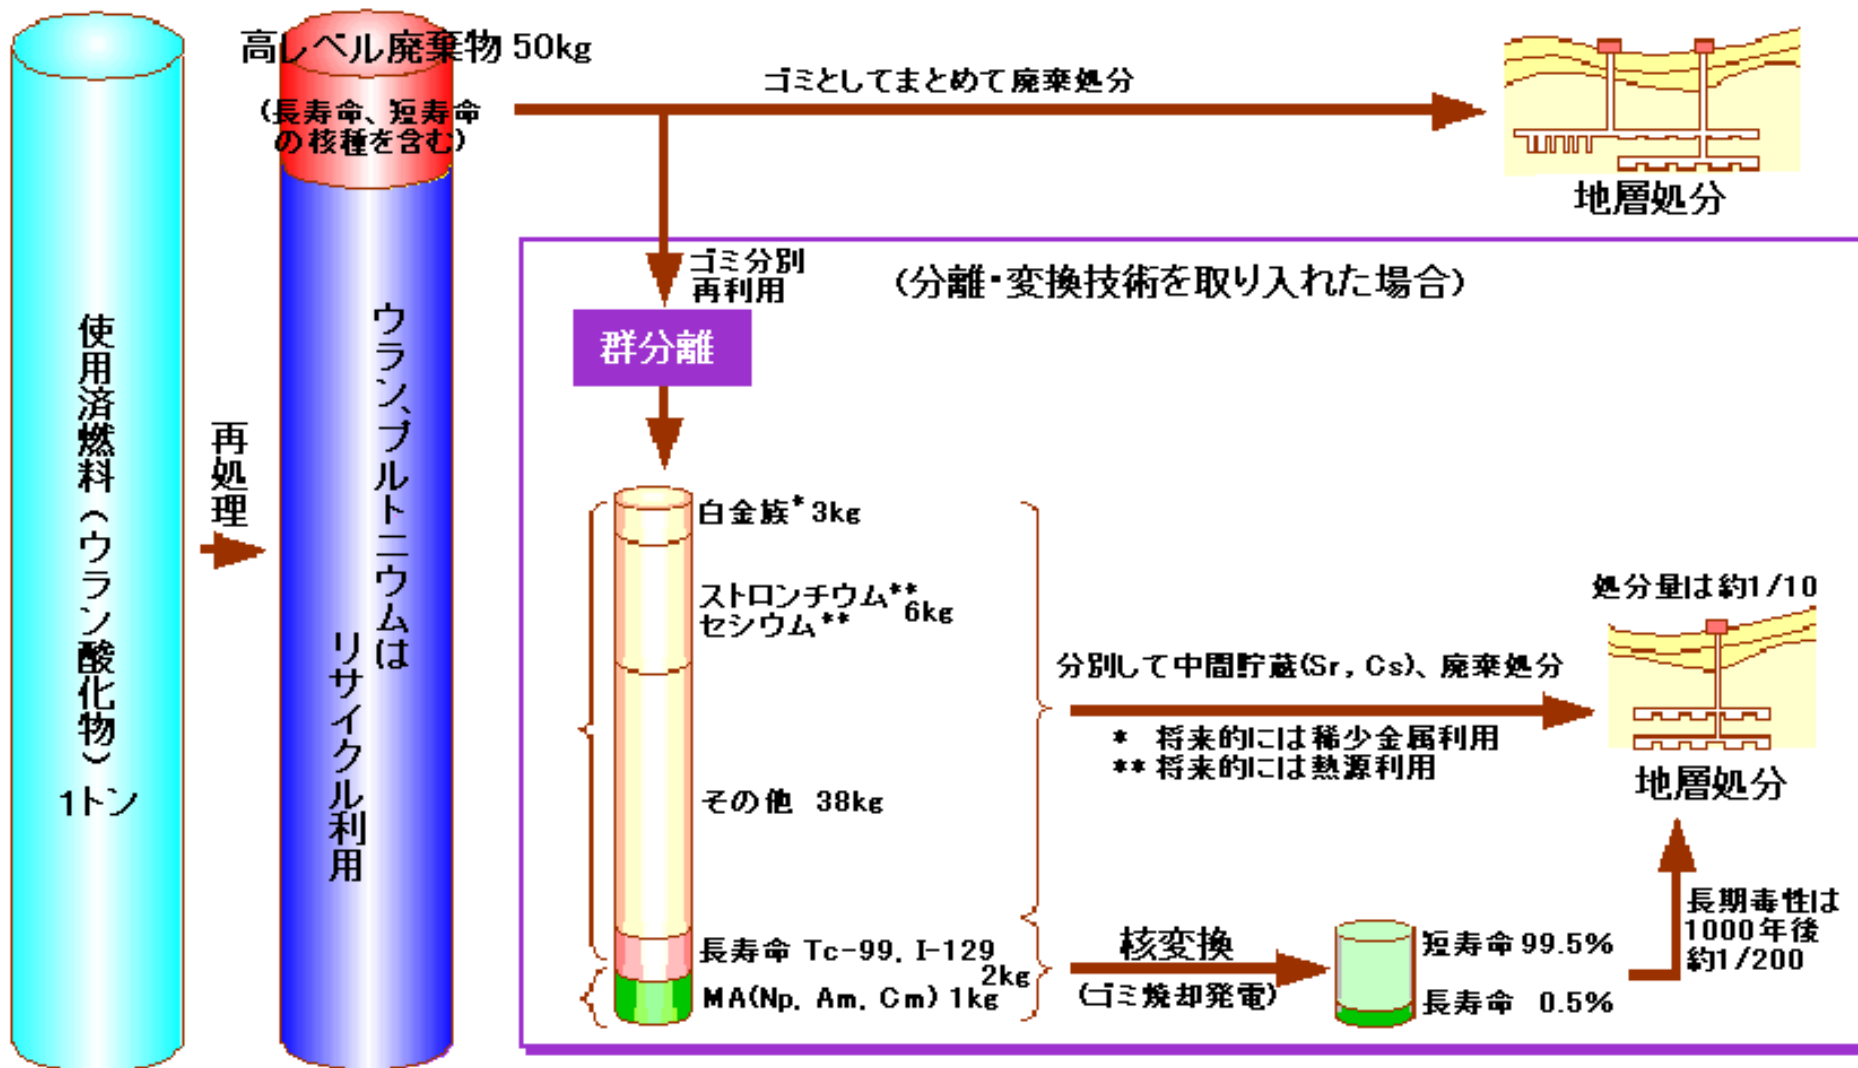 高レベル廃棄物 50kg
(長寿命、短寿命
の核種を含む)
使用済燃料(ウラン酸化物)
1トン
再処理
ウラン、プルトニウムは
リサイクル利用
ゴミとしてまとめて廃棄処分
地層処分
ゴミ分別
再利用
(分離・変換技術を取り入れた場合)
群分離
白金族* 3kg
ストロンチウム**
セシウム**
6kg
その他 38kg
長寿命 Tc-99, I-129
2kg
MA(Np, Am, Cm) 1kg
分別して中間貯蔵(Sr, Cs)、廃棄処分
* 将来的には稀少金属利用
** 将来的には熱源利用
処分量は約1/10
地層処分
核変換
(ゴミ焼却発電)
短寿命 99.5%
長寿命 0.5%
長期毒性は
1000年後
約1/200